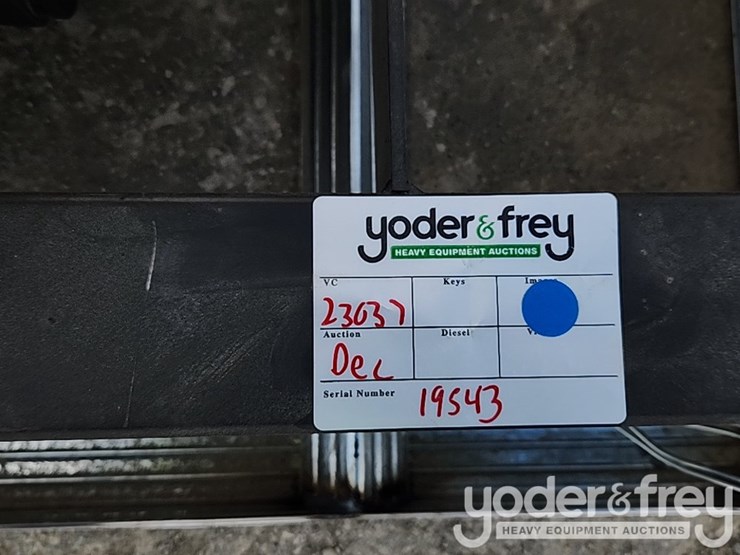 yoder & frey
HEAVY EQUIPMENT AUCTIONS
VC Keys
23037
Auction Diesel
Dec
Serial Number 19543
yoder & frey
HEAVY EQUIPMENT AUCTIONS